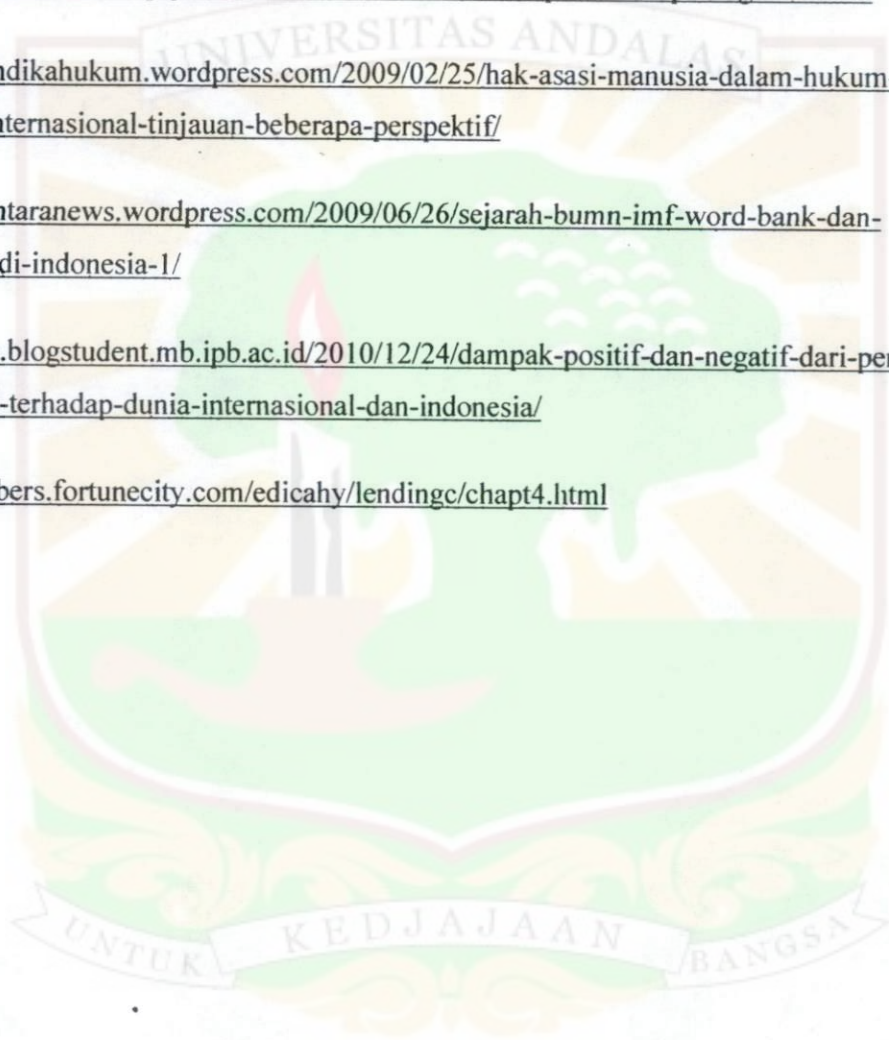 UNIVERSITAS ANDALAS
ndikahukum.wordpress.com/2009/02/25/hak-asasi-manusia-dalam-hukum
nternasional-tinjauan-beberapa-perspektif/
ntaranews.wordpress.com/2009/06/26/sejarah-bumn-imf-word-bank-dan-
di-indonesia-1/
.blogstudent.mb.ipb.ac.id/2010/12/24/dampak-positif-dan-negatif-dari-per
-terhadap-dunia-internasional-dan-indonesia/
bers.fortunecity.com/edicahy/lendingc/chapt4.html
UNTUK KEDJAJAAN BANGSA